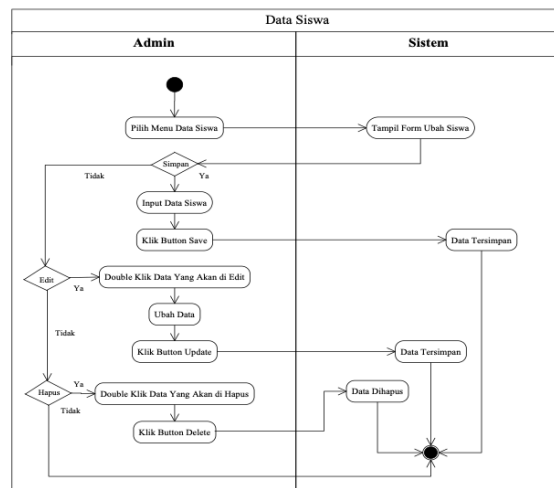 Data Siswa
Admin
Sistem
Pilih Menu Data Siswa
Tampil Form Ubah Siswa
Simpan
Tidak
Ya
Input Data Siswa
Klik Button Save
Data Tersimpan
Edit
Ya
Double Klik Data Yang Akan di Edit
Ubah Data
Tidak
Klik Button Update
Data Tersimpan
Hapus
Ya
Tidak
Double Klik Data Yang Akan di Hapus
Data Dihapus
Klik Button Delete